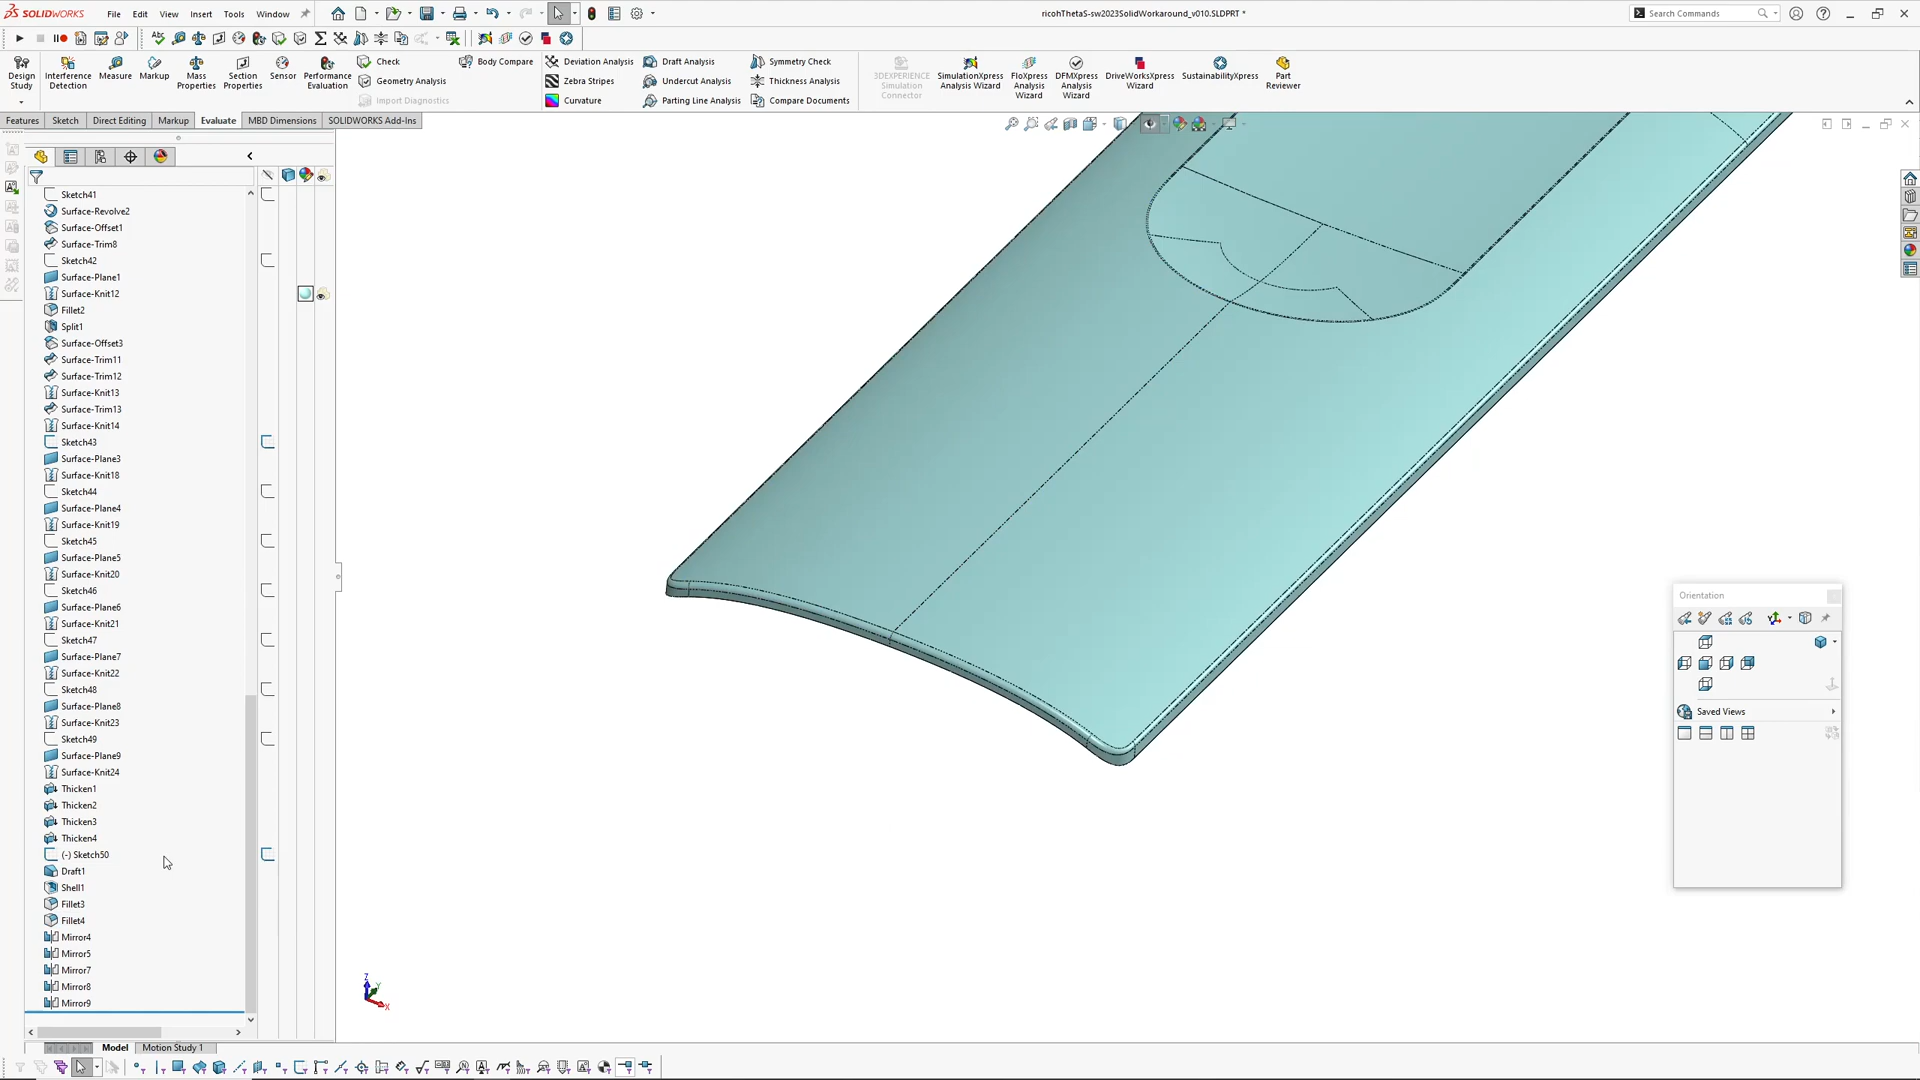 SOLIDWORKS File Edit View Insert Tools Window ricohThetaS-sw2023SolidWorkaround_v010.SLDPRT * Search Commands
Design Study
Interference Detection
Measure
Markup
Mass Properties
Section Properties
Sensor
Performance Evaluation
Check
Geometry Analysis
Import Diagnostics
Body Compare
Deviation Analysis
Zebra Stripes
Curvature
Draft Analysis
Undercut Analysis
Parting Line Analysis
Symmetry Check
Thickness Analysis
Compare Documents
3DEXPERIENCE Simulation Connector
SimulationXpress Analysis Wizard
FloXpress Analysis Wizard
DFMXpress Analysis Wizard
DriveWorksXpress Wizard
SustainabilityXpress
Part Reviewer
Features Sketch Direct Editing Markup Evaluate MBD Dimensions SOLIDWORKS Add-Ins
Sketch41
Surface-Revolve2
Surface-Offset1
Surface-Trim8
Sketch42
Surface-Plane1
Surface-Knit12
Fillet2
Split1
Surface-Offset3
Surface-Trim11
Surface-Trim12
Surface-Knit13
Surface-Trim13
Surface-Knit14
Sketch43
Surface-Plane3
Surface-Knit18
Sketch44
Surface-Plane4
Surface-Knit19
Sketch45
Surface-Plane5
Surface-Knit20
Sketch46
Surface-Plane6
Surface-Knit21
Sketch47
Surface-Plane7
Surface-Knit22
Sketch48
Surface-Plane8
Surface-Knit23
Sketch49
Surface-Plane9
Surface-Knit24
Thicken1
Thicken2
Thicken3
Thicken4
(-) Sketch50
Draft1
Shell1
Fillet3
Fillet4
Mirror4
Mirror5
Mirror7
Mirror8
Mirror9
Orientation
Saved Views
Z
Y
X
Model Motion Study 1